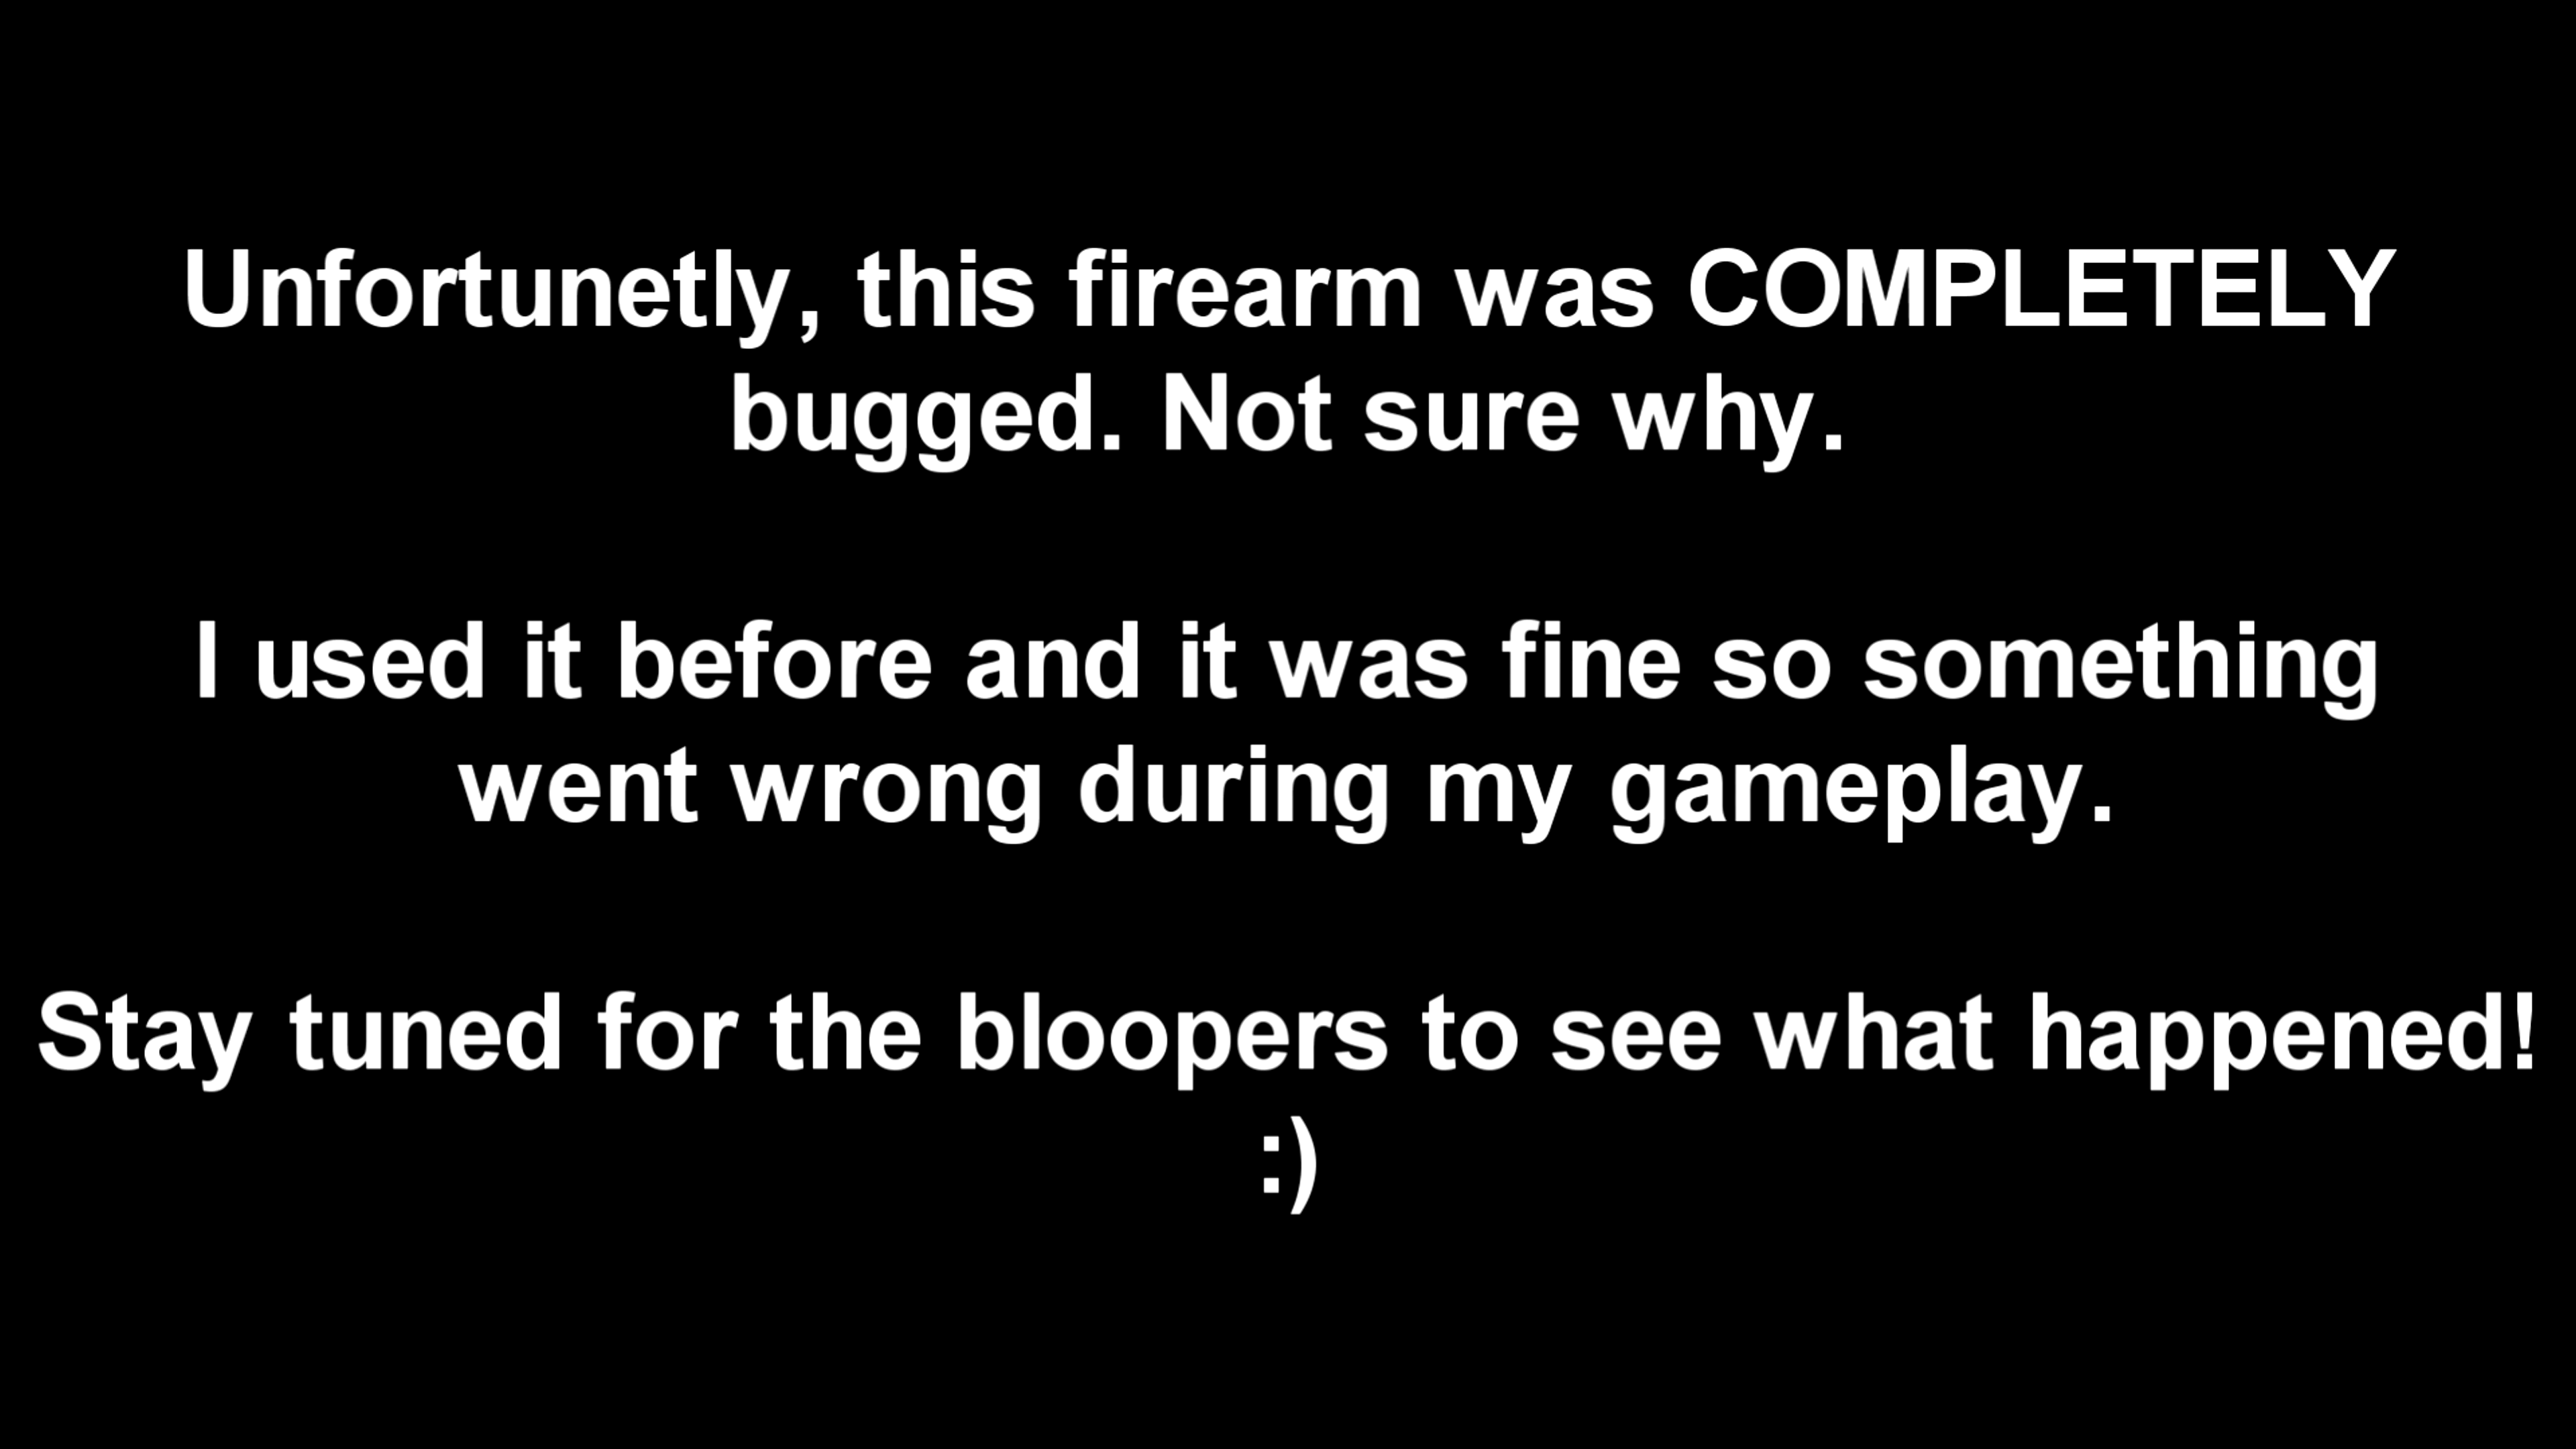 Unfortunetly, this firearm was COMPLETELY
bugged. Not sure why.
I used it before and it was fine so something
went wrong during my gameplay.
Stay tuned for the bloopers to see what happened!
:)